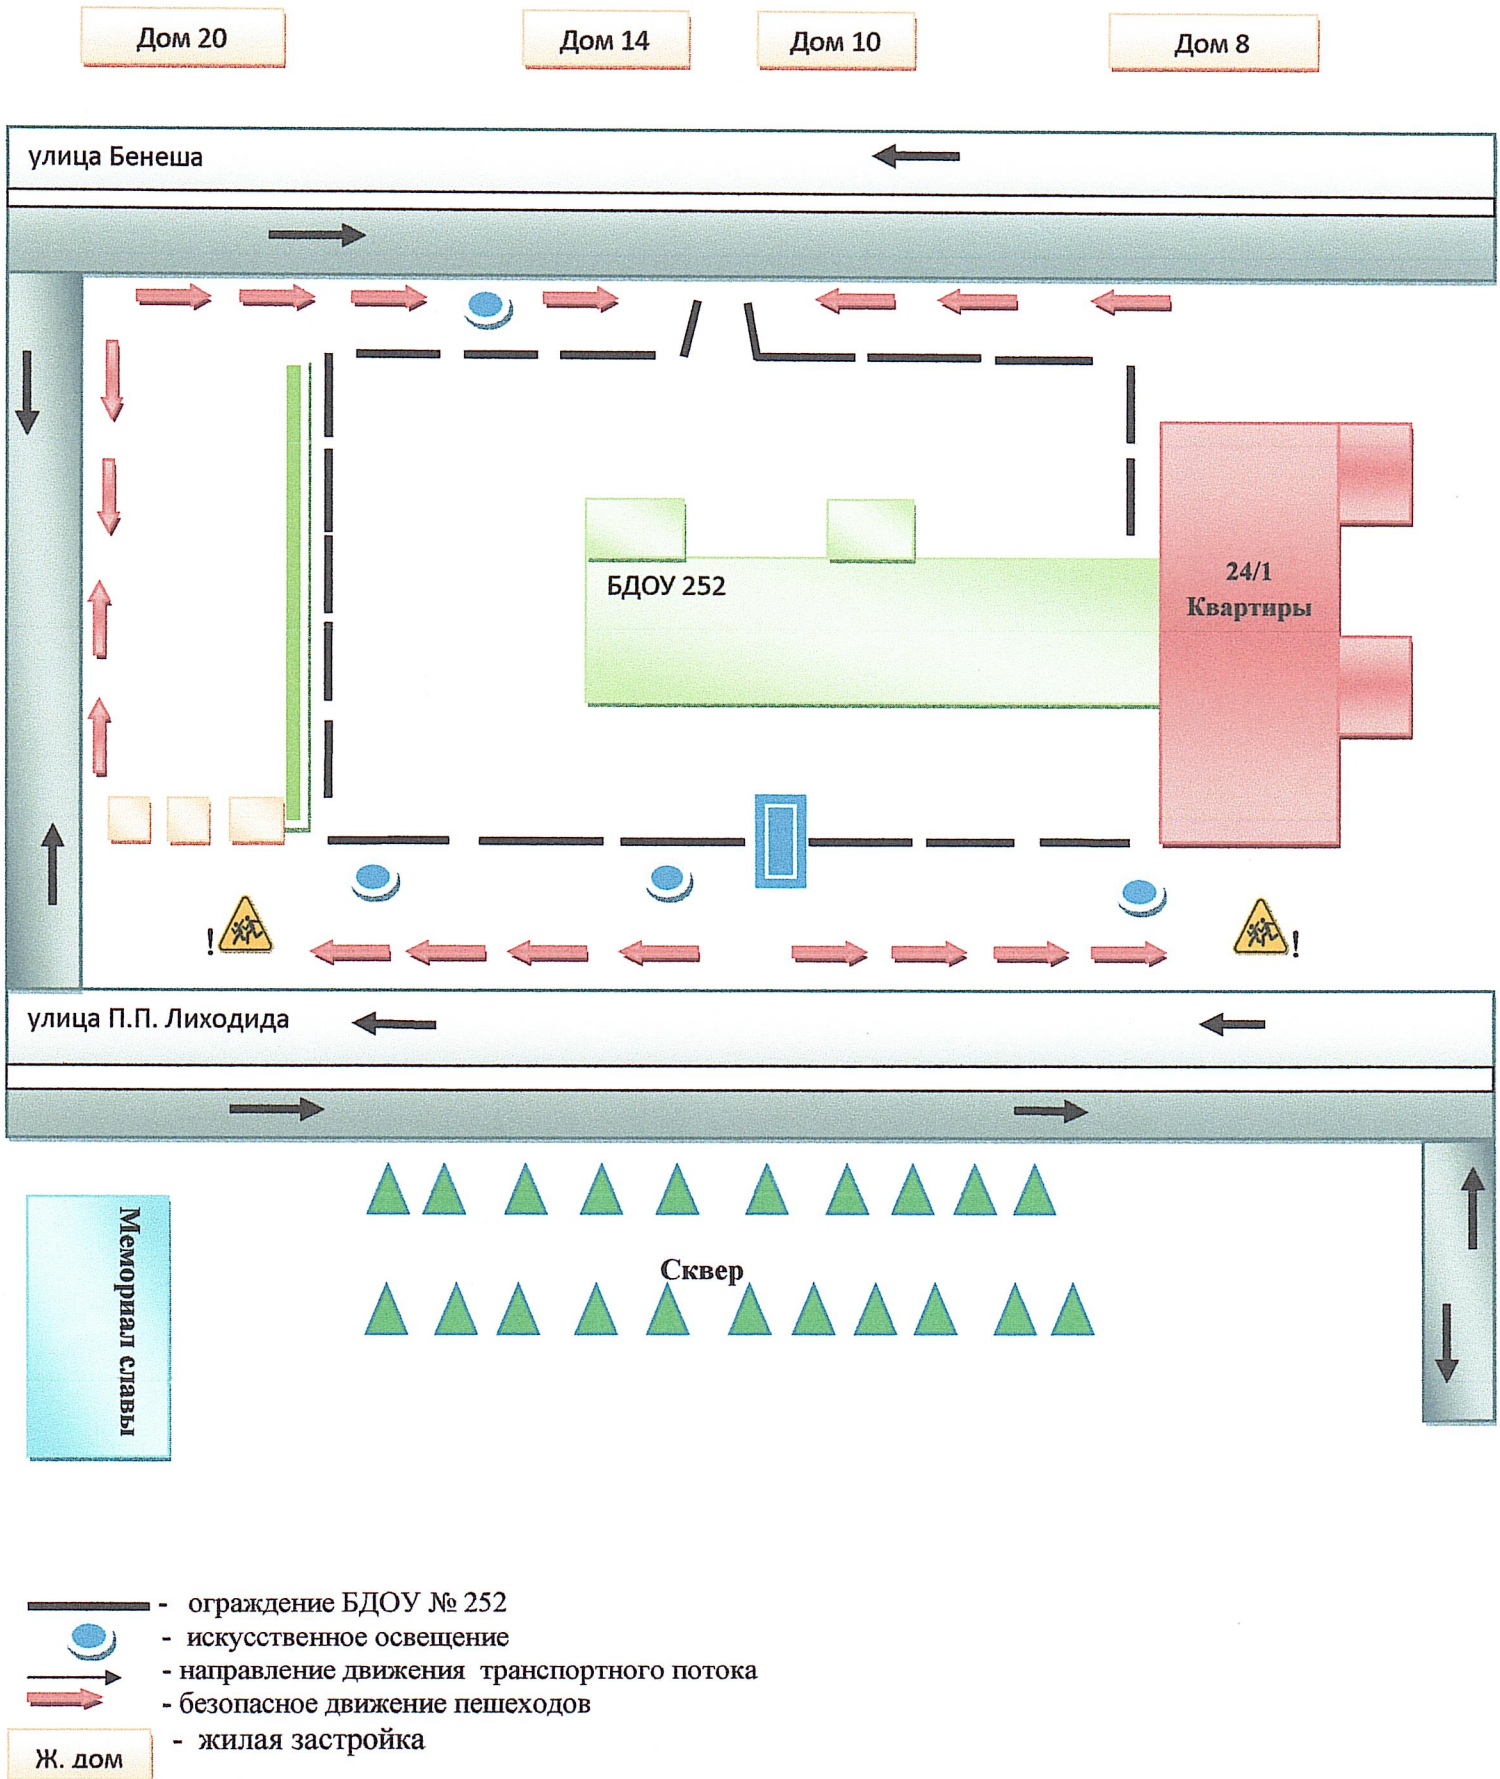 Дом 20
Дом 14
Дом 10
Дом 8
улица Бенеша
БДОУ 252
24/1
Квартиры
!
!
улица П.П. Лиходида
Сквер
Мемориал славы
- ограждение БДОУ № 252
- искусственное освещение
- направление движения транспортного потока
- безопасное движение пешеходов
Ж. дом - жилая застройка